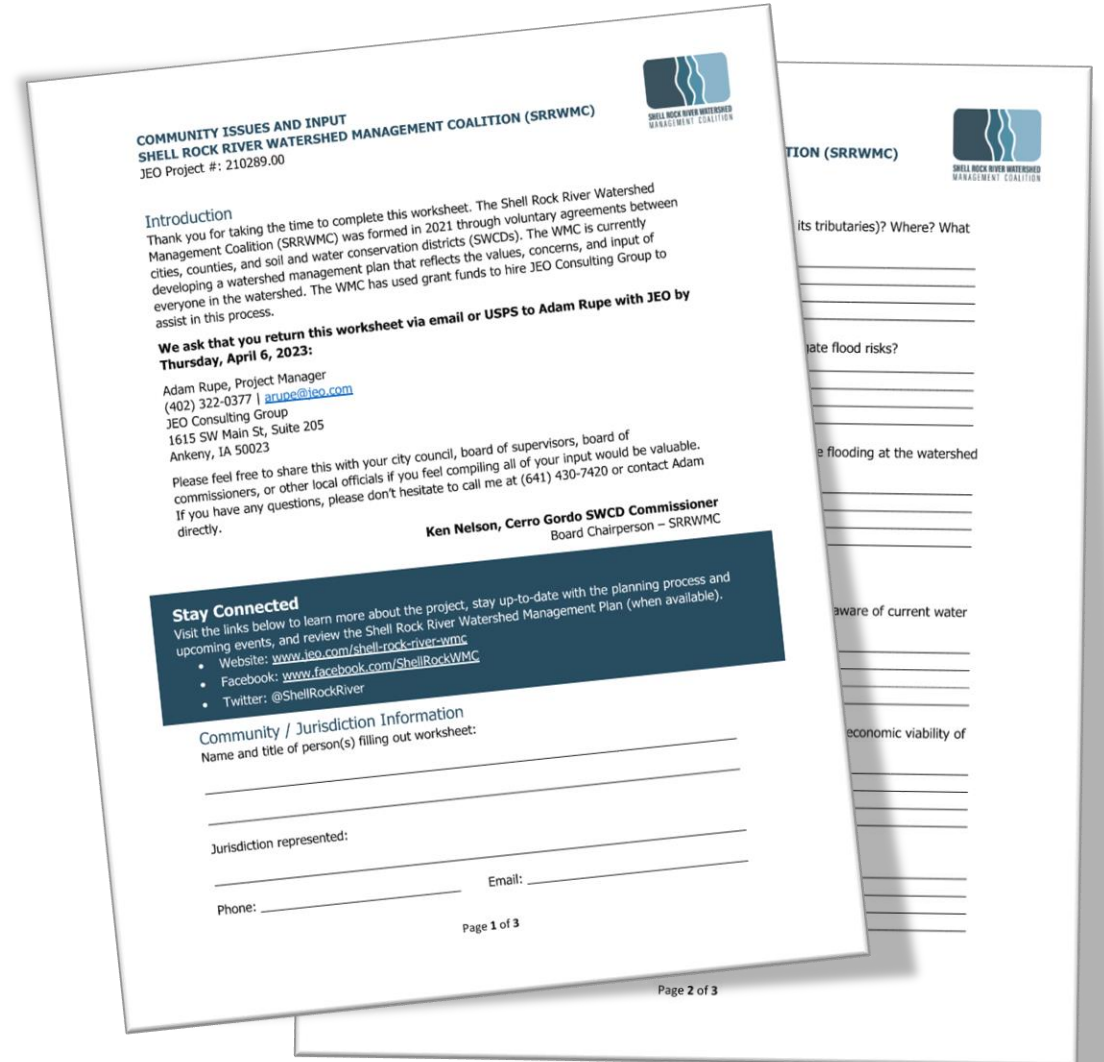 COMMUNITY ISSUES AND INPUT
SHELL ROCK RIVER WATERSHED MANAGEMENT COALITION (SRRWMC)
JEO Project #: 210289.00
SHELL ROCK RIVER WATERSHED
MANAGEMENT COALITION
Introduction
Thank you for taking the time to complete this worksheet. The Shell Rock River Watershed
Management Coalition (SRRWMC) was formed in 2021 through voluntary agreements between
cities, counties, and soil and water conservation districts (SWCDs). The WMC is currently
developing a watershed management plan that reflects the values, concerns, and input of
everyone in the watershed. The WMC has used grant funds to hire JEO Consulting Group to
assist in this process.
We ask that you return this worksheet via email or USPS to Adam Rupe with JEO by
Thursday, April 6, 2023:
Adam Rupe, Project Manager
(402) 322-0377 | arupe@jeo.com
JEO Consulting Group
1615 SW Main St, Suite 205
Ankeny, IA 50023
Please feel free to share this with your city council, board of supervisors, board of
commissioners, or other local officials if you feel compiling all of your input would be valuable.
If you have any questions, please don't hesitate to call me at (641) 430-7420 or contact Adam
directly.
Ken Nelson, Cerro Gordo SWCD Commissioner
Board Chairperson – SRRWMC
Stay Connected
Visit the links below to learn more about the project, stay up-to-date with the planning process and
upcoming events, and review the Shell Rock River Watershed Management Plan (when available).
• Website: www.jeo.com/shell-rock-river-wmc
• Facebook: www.facebook.com/ShellRockWMC
• Twitter: @ShellRockRiver
Community / Jurisdiction Information
Name and title of person(s) filling out worksheet:
Jurisdiction represented:
Phone: Email:
Page 1 of 3
TION (SRRWMC)
SHELL ROCK RIVER WATERSHED
MANAGEMENT COALITION
its tributaries)? Where? What
gate flood risks?
e flooding at the watershed
aware of current water
economic viability of
Page 2 of 3